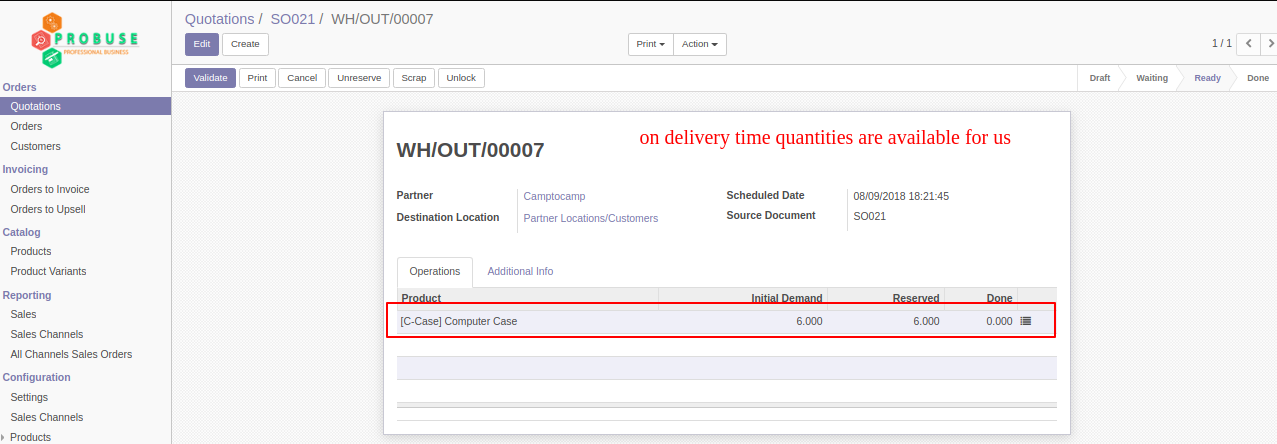 PROBUSE
PROFESSIONAL BUSINESS
Orders
Quotations
Orders
Customers
Invoicing
Orders to Invoice
Orders to Upsell
Catalog
Products
Product Variants
Reporting
Sales
Sales Channels
All Channels Sales Orders
Configuration
Settings
Sales Channels
Products
Quotations / SO021 / WH/OUT/00007
Edit Create Print Action 1 / 1
Validate Print Cancel Unreserve Scrap Unlock Draft Waiting Ready Done
on delivery time quantities are available for us
WH/OUT/00007
Partner Camptocamp Scheduled Date 08/09/2018 18:21:45
Destination Location Partner Locations/Customers Source Document SO021
Operations Additional Info
Product Initial Demand Reserved Done
[C-Case] Computer Case 6.000 6.000 0.000